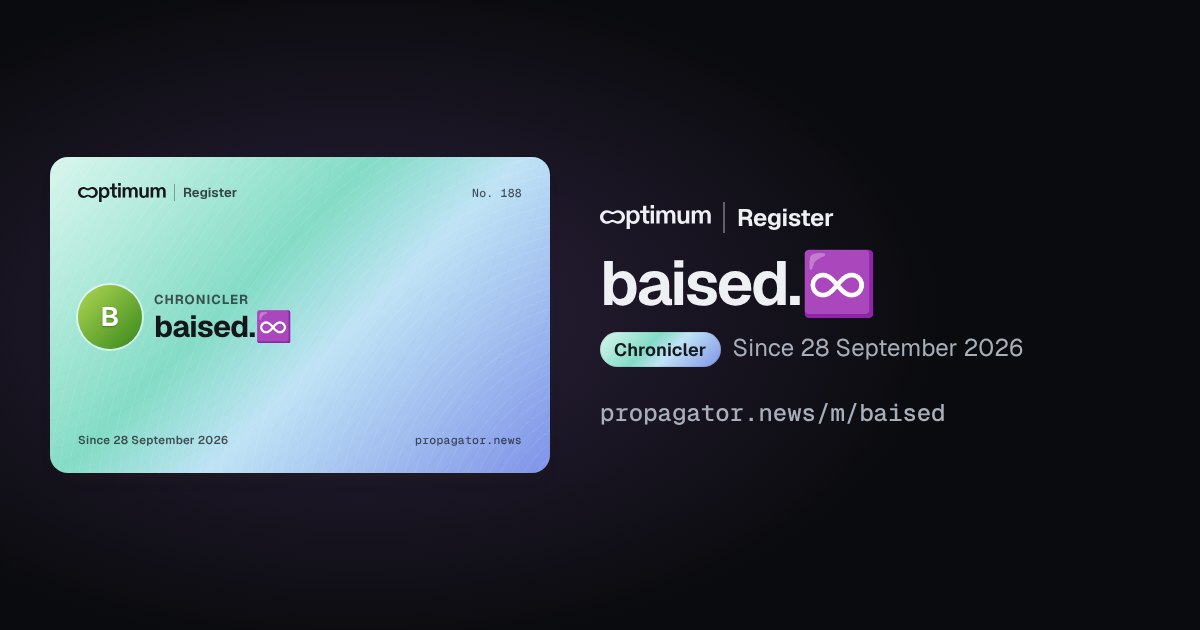 optimum | Register
No. 188
B
CHRONICLER
baised.♾️
Since 28 September 2026
propagator.news
optimum | Register
baised.♾️
Chronicler
Since 28 September 2026
propagator.news/m/baised